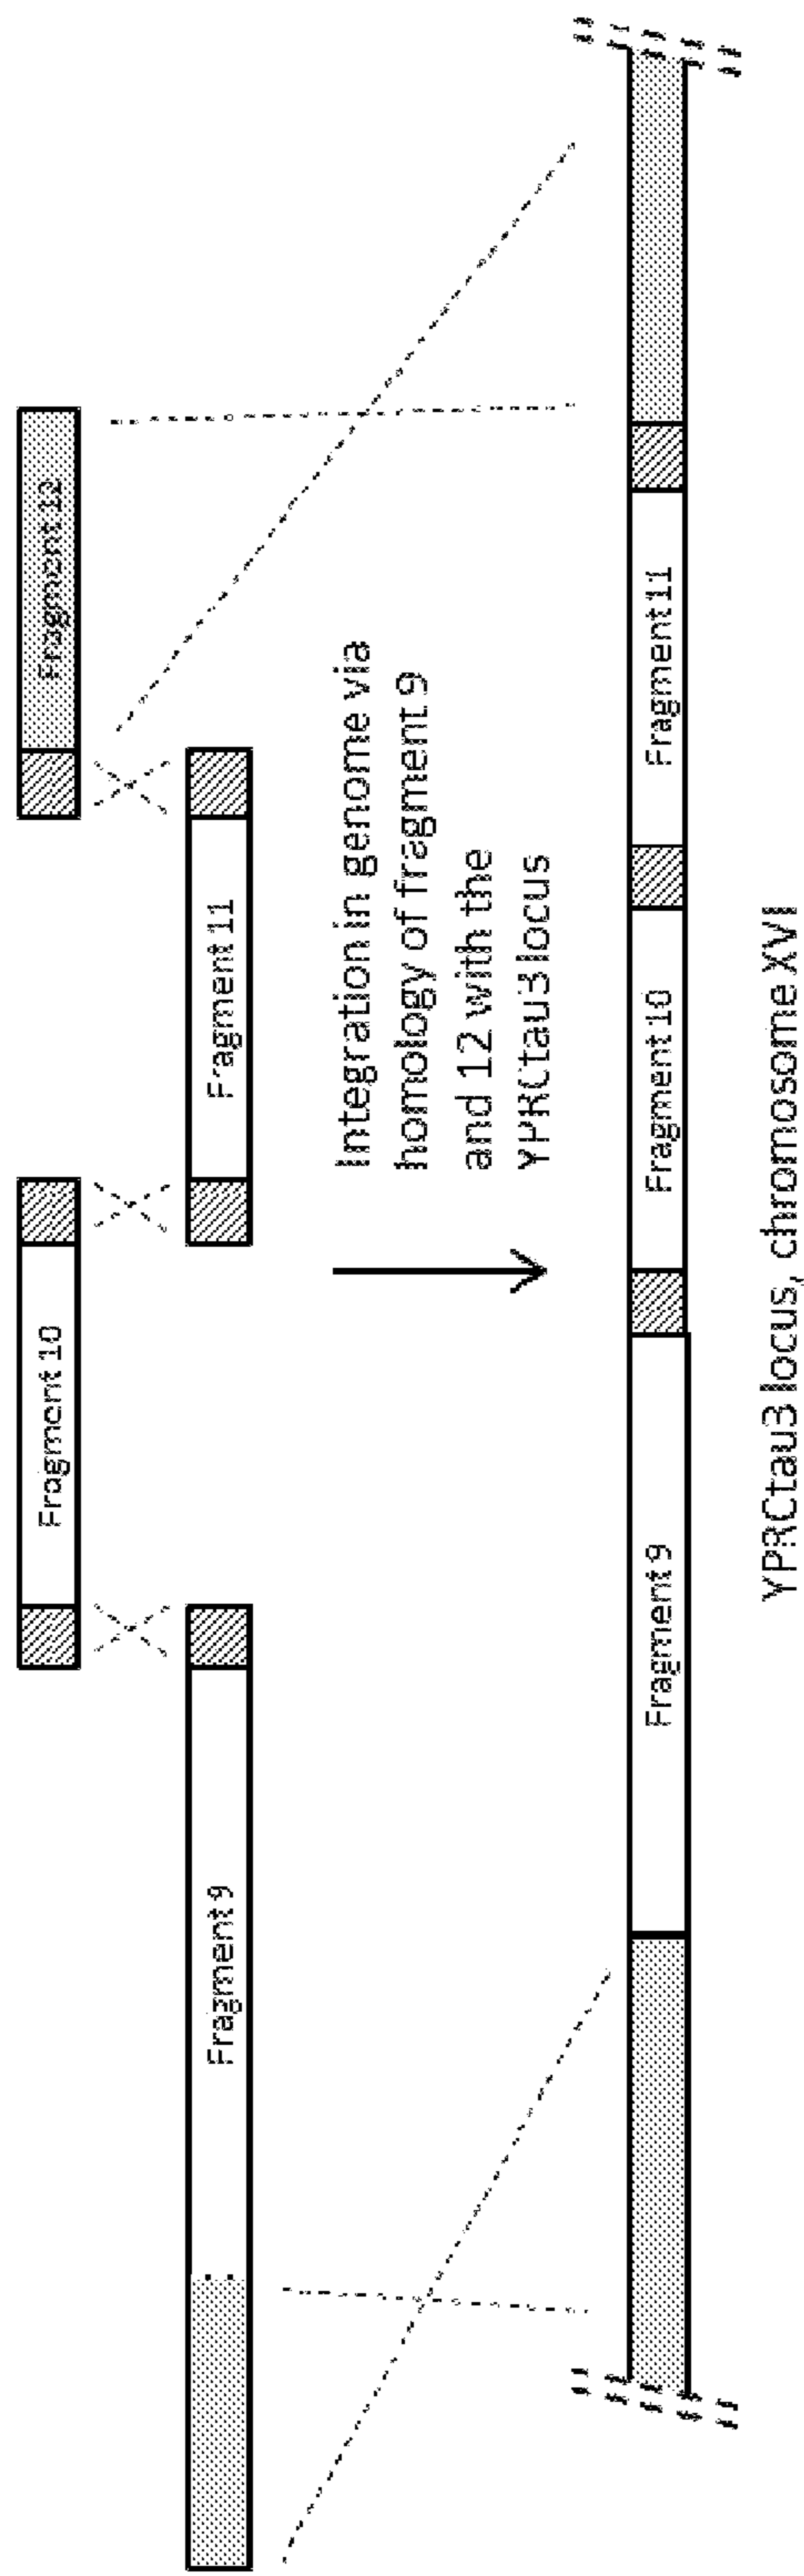 Fragment 10
Fragment 12
Fragment 9
Fragment 11
Integration in genome via
homology of fragment 9
and 12 with the
YPRCtau3 locus
Fragment 9
Fragment 10
Fragment 11
YPRCtau3 locus, chromosome XVI